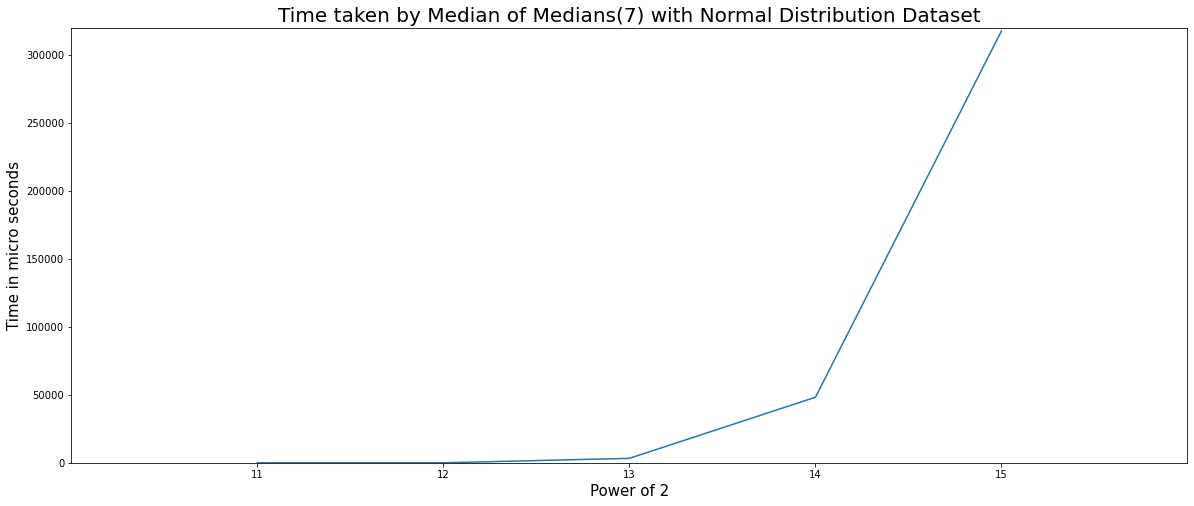 Time taken by Median of Medians(7) with Normal Distribution Dataset
Time in micro seconds
300000
250000
200000
150000
100000
50000
0
11 12 13 14 15
Power of 2